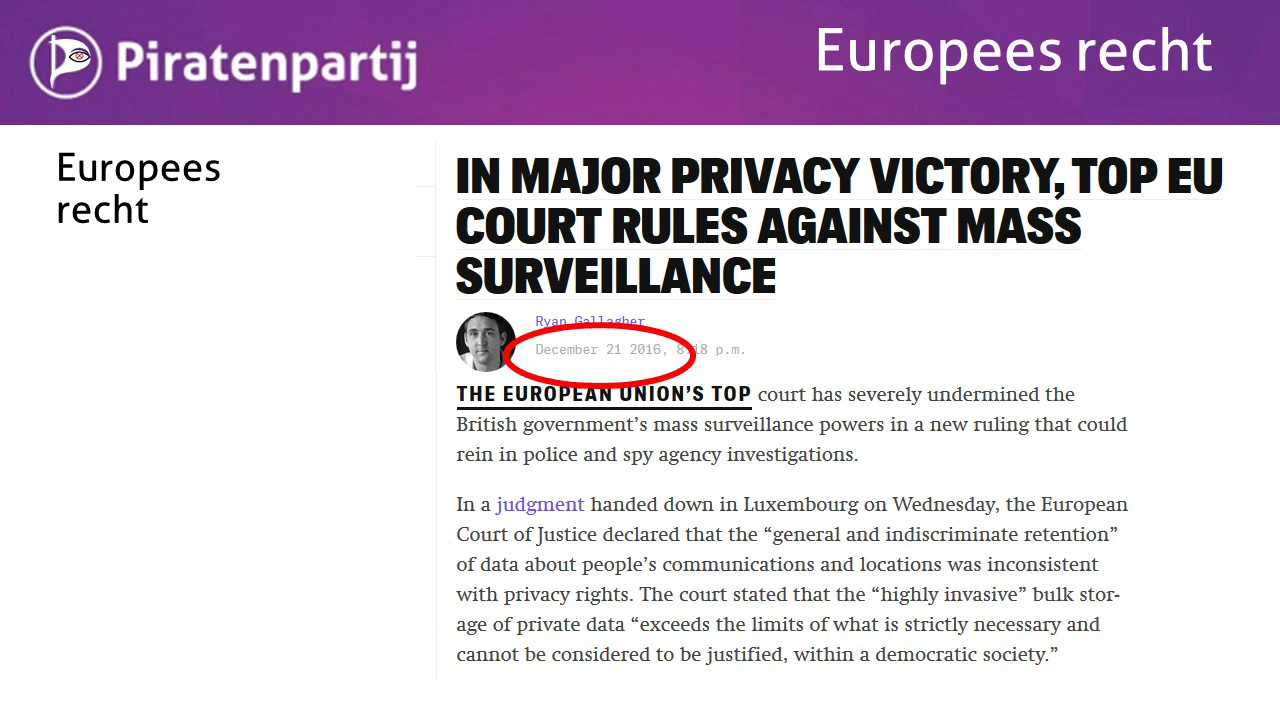 Piratenpartij
Europees recht
Europees
recht
IN MAJOR PRIVACY VICTORY, TOP EU
COURT RULES AGAINST MASS
SURVEILLANCE
Ryan Gallagher
December 21 2016, 8:18 p.m.
THE EUROPEAN UNION’S TOP court has severely undermined the
British government’s mass surveillance powers in a new ruling that could
rein in police and spy agency investigations.
In a judgment handed down in Luxembourg on Wednesday, the European
Court of Justice declared that the “general and indiscriminate retention”
of data about people’s communications and locations was inconsistent
with privacy rights. The court stated that the “highly invasive” bulk stor-
age of private data “exceeds the limits of what is strictly necessary and
cannot be considered to be justified, within a democratic society.”